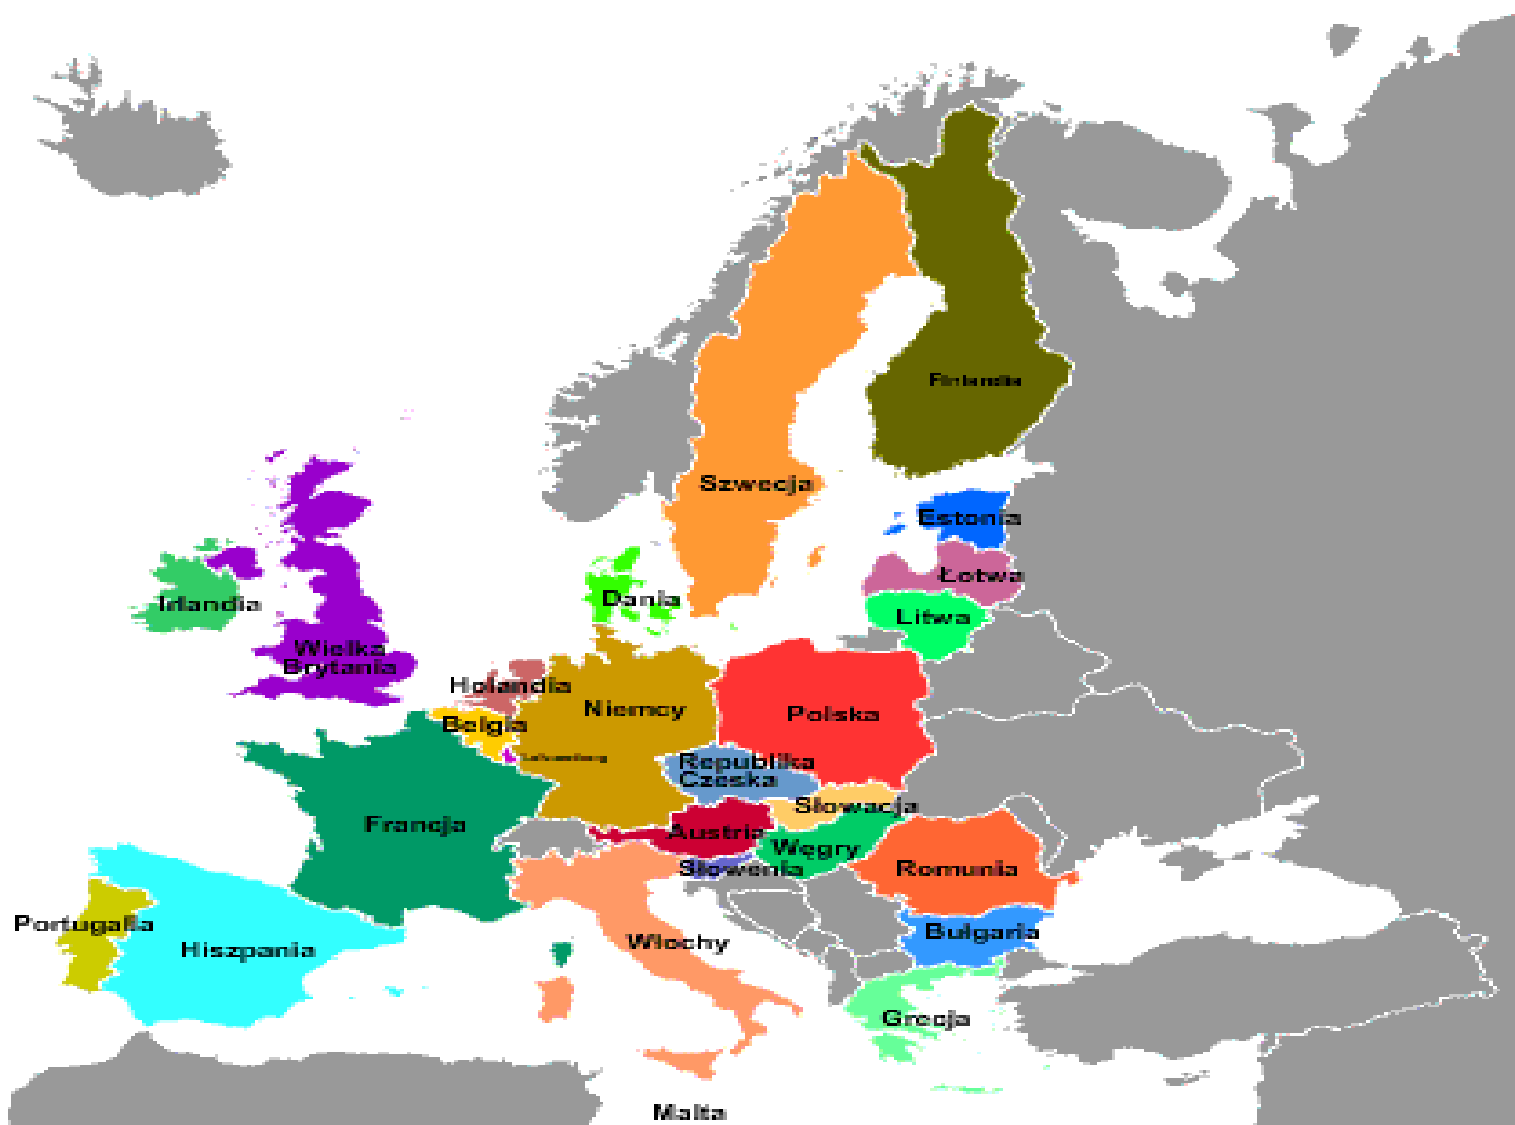 Finlandia
Szwecja
Estonia
Łotwa
Litwa
Dania
Irlandia
Wielka
Brytania
Holandia
Niemcy
Polska
Belgia
Luksemburg
Republika
Czeska
Słowacja
Francja
Austria
Węgry
Słowenia
Romunia
Portugalia
Hiszpania
Włochy
Bułgaria
Grecja
Malta